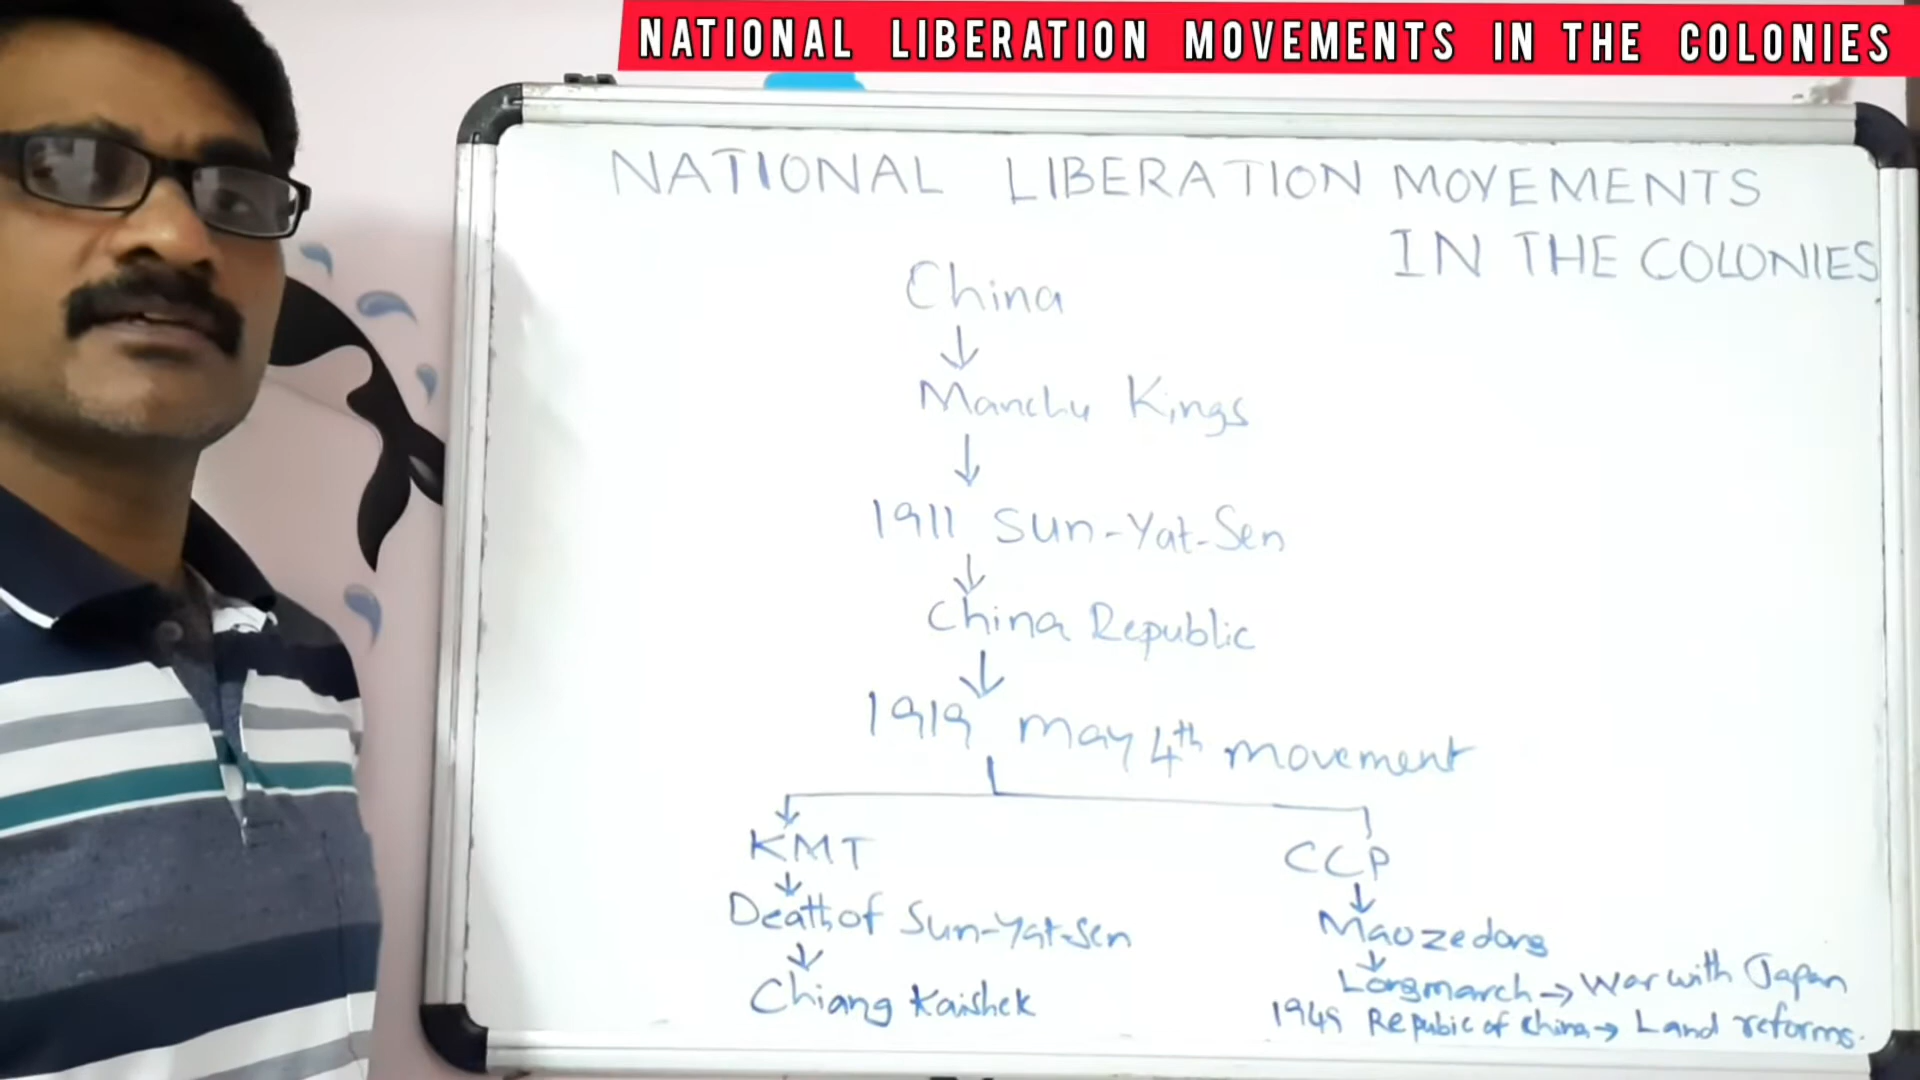 NATIONAL LIBERATION MOVEMENTS IN THE COLONIES
NATIONAL LIBERATION MOVEMENTS
IN THE COLONIES
China
↓
Manchu Kings
↓
1911 Sun-Yat-Sen
↓
China Republic
↓
1919 May 4th movement
KMT
↓
Death of Sun-Yat-Sen
↓
Chiang Kaishek
CCP
↓
Maozedong
↓
Longmarch → War with Japan
1949 Repubic of China → Land reforms.